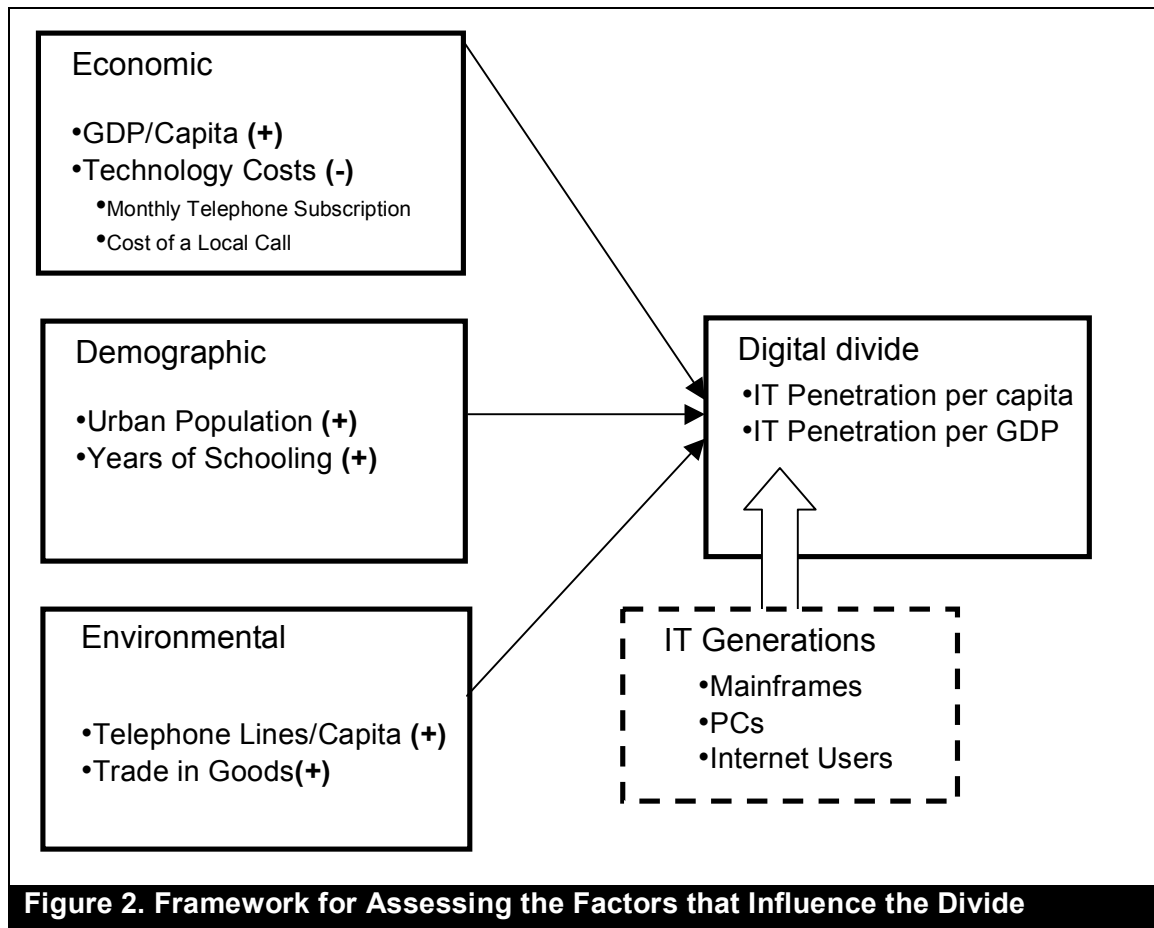 Economic
•GDP/Capita (+)
•Technology Costs (-)
•Monthly Telephone Subscription
•Cost of a Local Call
Demographic
•Urban Population (+)
•Years of Schooling (+)
Environmental
•Telephone Lines/Capita (+)
•Trade in Goods(+)
Digital divide
•IT Penetration per capita
•IT Penetration per GDP
IT Generations
•Mainframes
•PCs
•Internet Users
Figure 2. Framework for Assessing the Factors that Influence the Divide